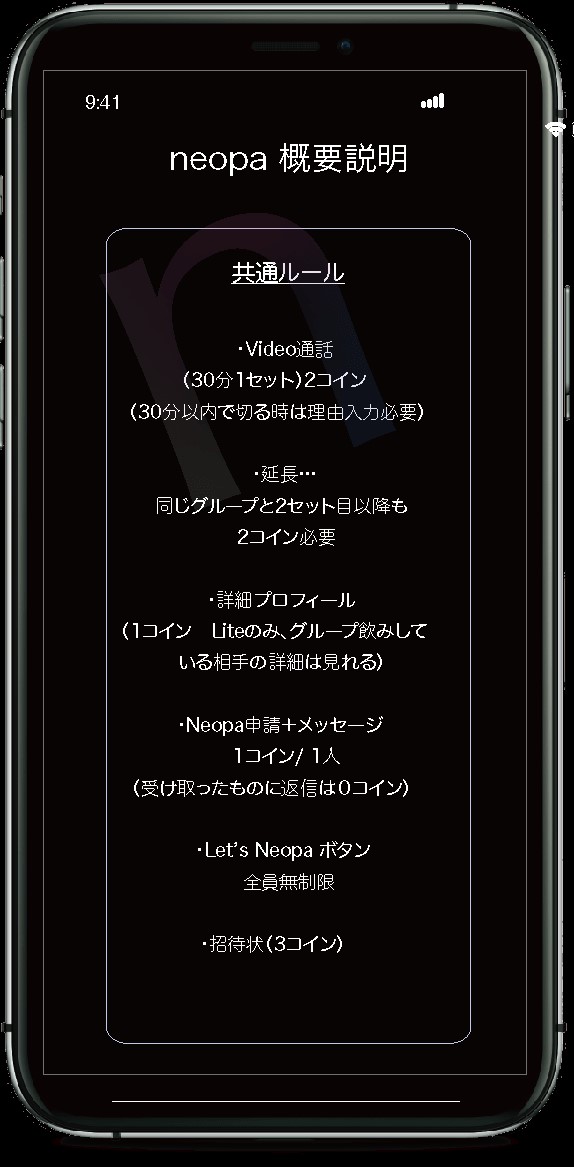 9:41
neopa 概要説明
共通ルール
・Video通話
(30分1セット)2コイン
(30分以内で切る時は理由入力必要)
・延長…
同じグループと2セット目以降も
2コイン必要
・詳細プロフィール
(1コイン　Liteのみ、グループ飲みして
いる相手の詳細は見れる)
・Neopa申請＋メッセージ
1コイン/ 1人
(受け取ったものに返信は０コイン)
・Let's Neopa ボタン
全員無制限
・招待状(3コイン)